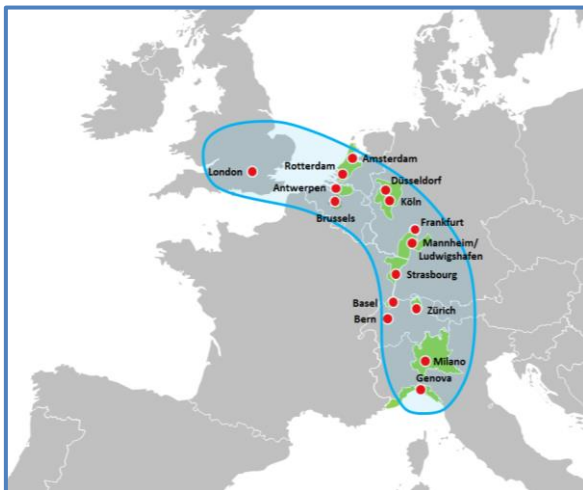 Amsterdam
Rotterdam
London
Düsseldorf
Antwerpen
Köln
Brussels
Frankfurt
Mannheim/
Ludwigshafen
Strasbourg
Basel
Zürich
Bern
Milano
Genova